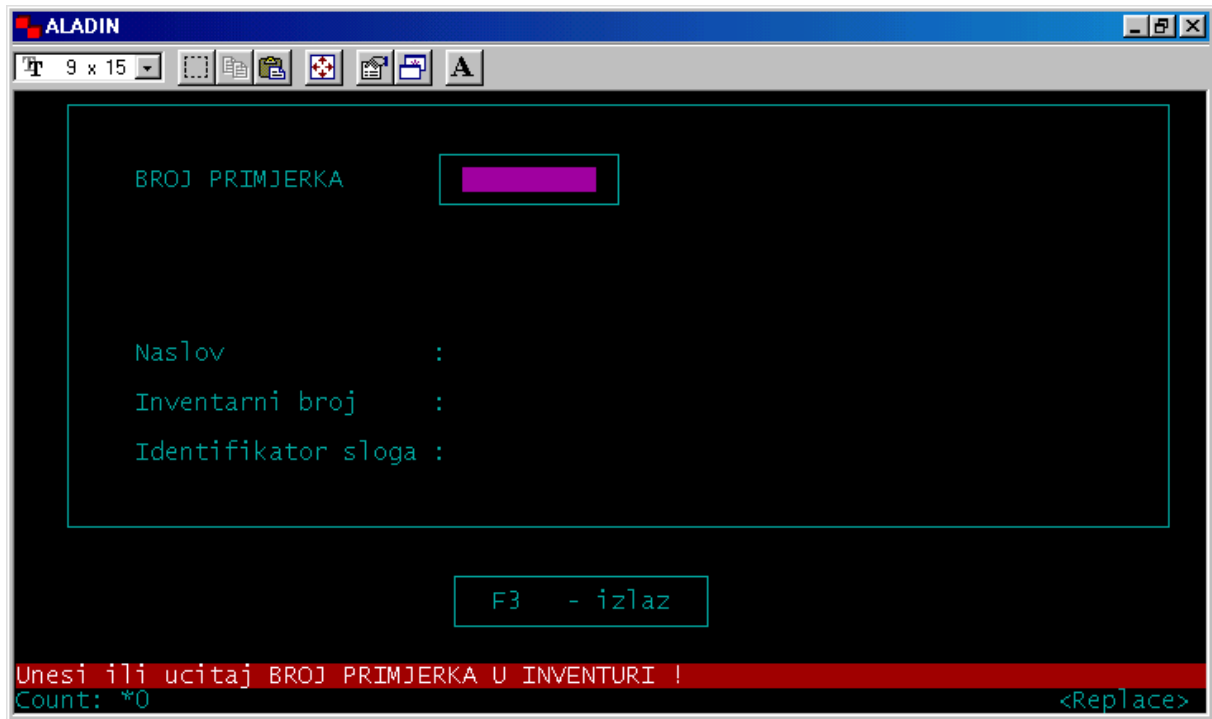 ALADIN
Tr 9 x 15 A
BROJ PRIMJERKA
Naslov :
Inventarni broj :
Identifikator sloga :
F3 - izlaz
Unesi ili ucitaj BROJ PRIMJERKA U INVENTURI !
Count: *0 <Replace>